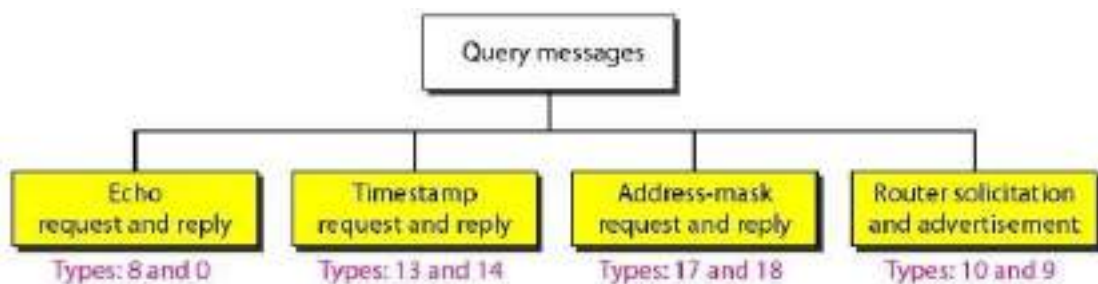 Query messages
Echo
request and reply
Timestamp
request and reply
Address-mask
request and reply
Router solicitation
and advertisement
Types: 8 and 0
Types: 13 and 14
Types: 17 and 18
Types: 10 and 9